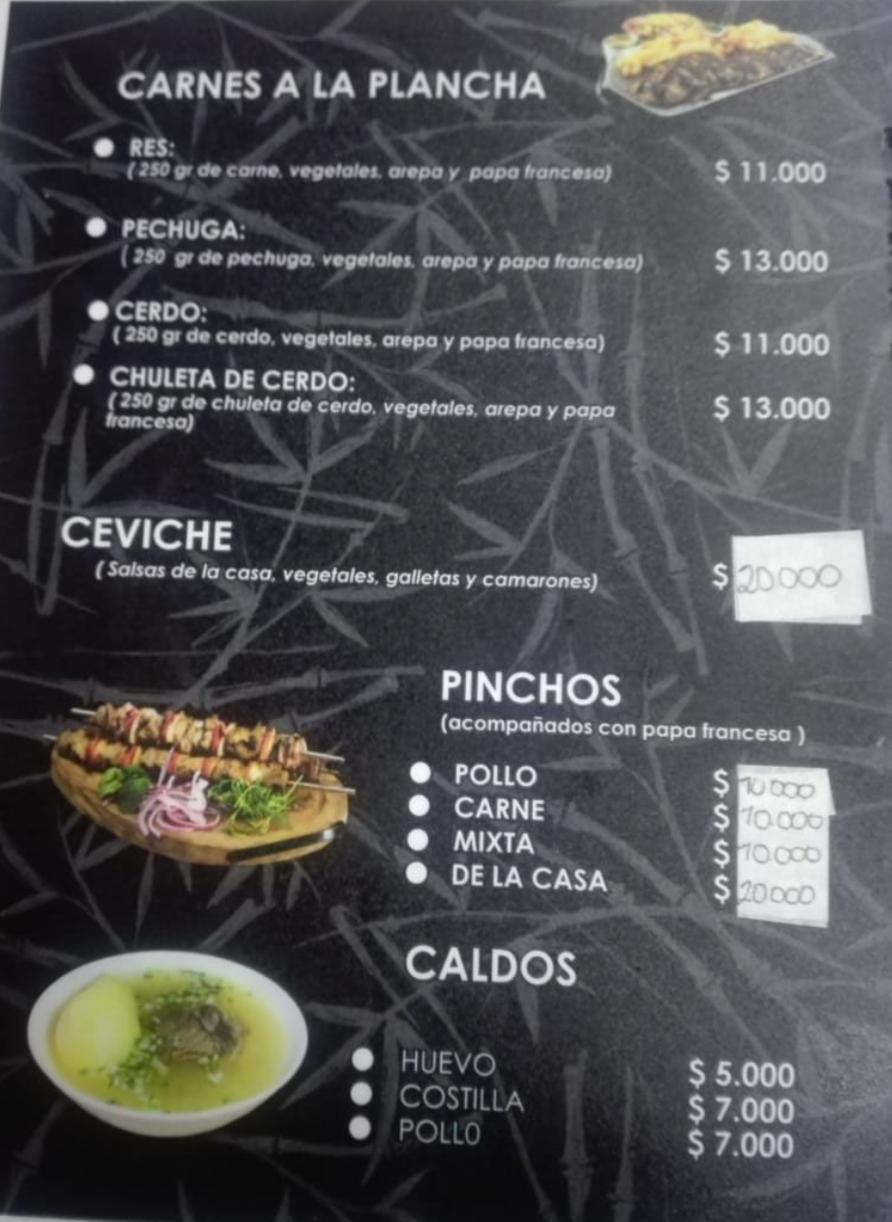 CARNES A LA PLANCHA
RES:
( 250 gr de carne, vegetales, arepa y papa francesa)
$ 11.000
PECHUGA:
( 250 gr de pechuga, vegetales, arepa y papa francesa)
$ 13.000
CERDO:
( 250 gr de cerdo, vegetales, arepa y papa francesa)
$ 11.000
CHULETA DE CERDO:
( 250 gr de chuleta de cerdo, vegetales, arepa y papa
francesa)
$ 13.000
CEVICHE
( Salsas de la casa, vegetales, galletas y camarones)
$ 20000
PINCHOS
(acompañados con papa francesa )
POLLO $ 10000
CARNE $ 10.000
MIXTA $ 10.000
DE LA CASA $ 20000
CALDOS
HUEVO $ 5.000
COSTILLA $ 7.000
POLLO $ 7.000